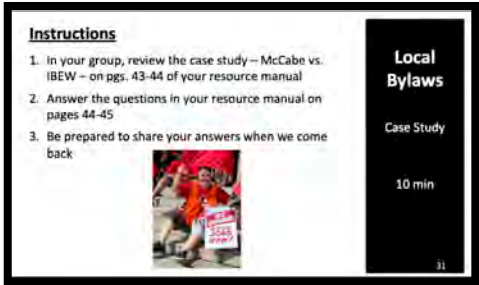 Instructions
1. In your group, review the case study – McCabe vs.
IBEW – on pgs. 43-44 of your resource manual
2. Answer the questions in your resource manual on
pages 44-45
3. Be prepared to share your answers when we come
back
Local
Bylaws
Case Study
10 min
31